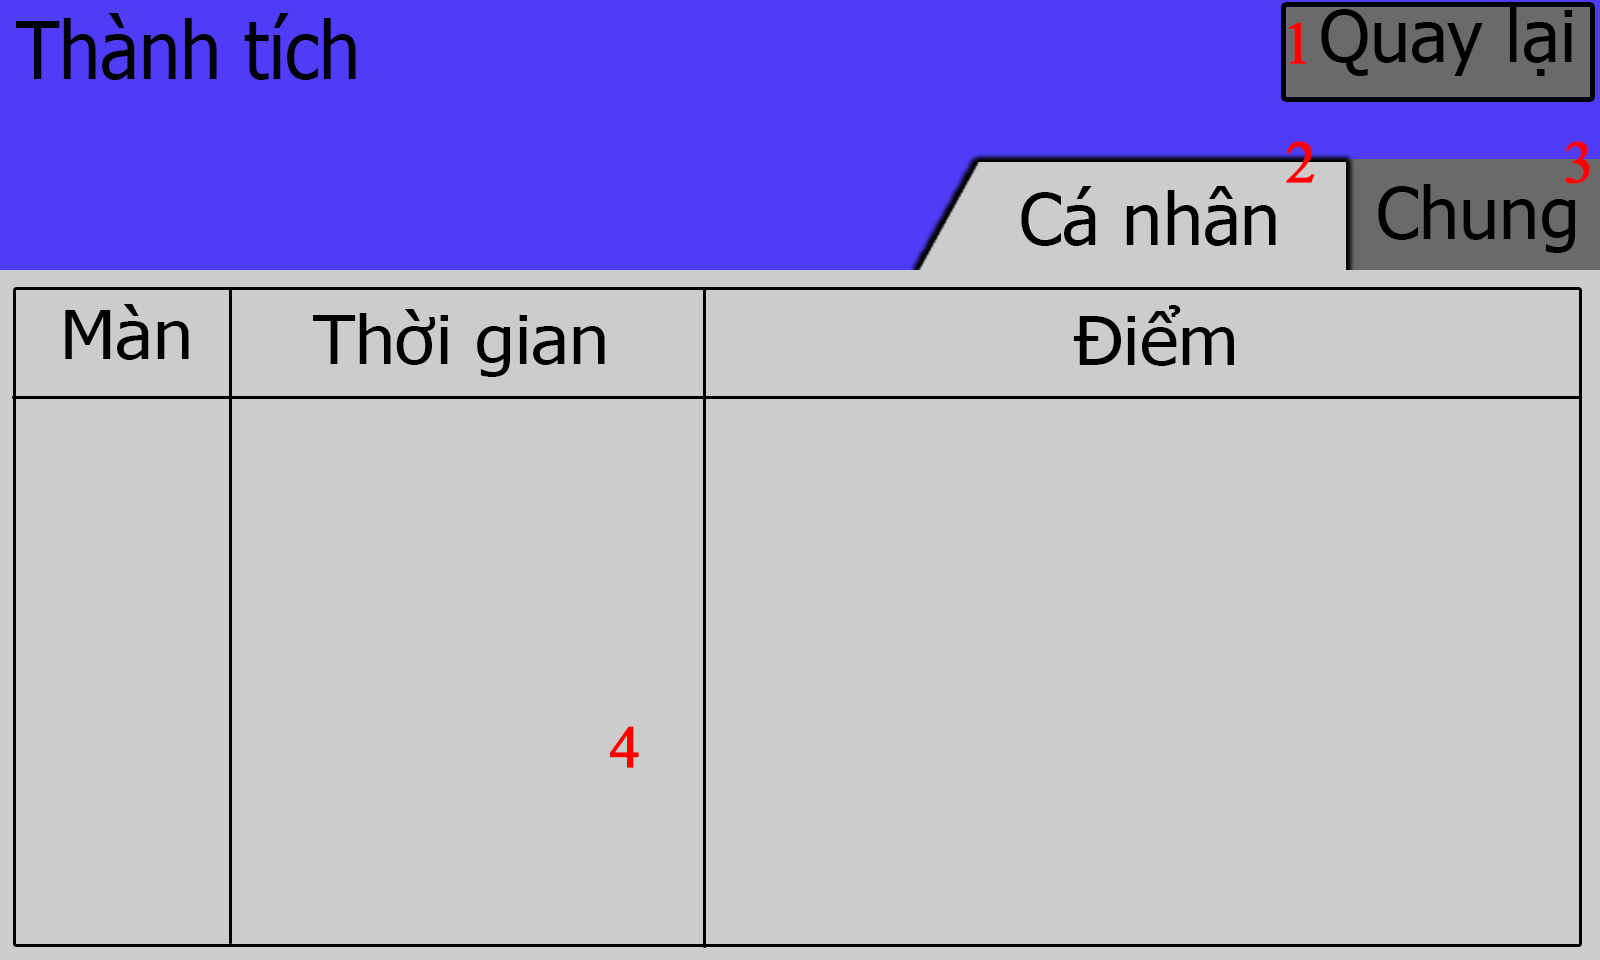 Thành tích
1 Quay lại
2 3
Cá nhân Chung
Màn Thời gian Điểm
4